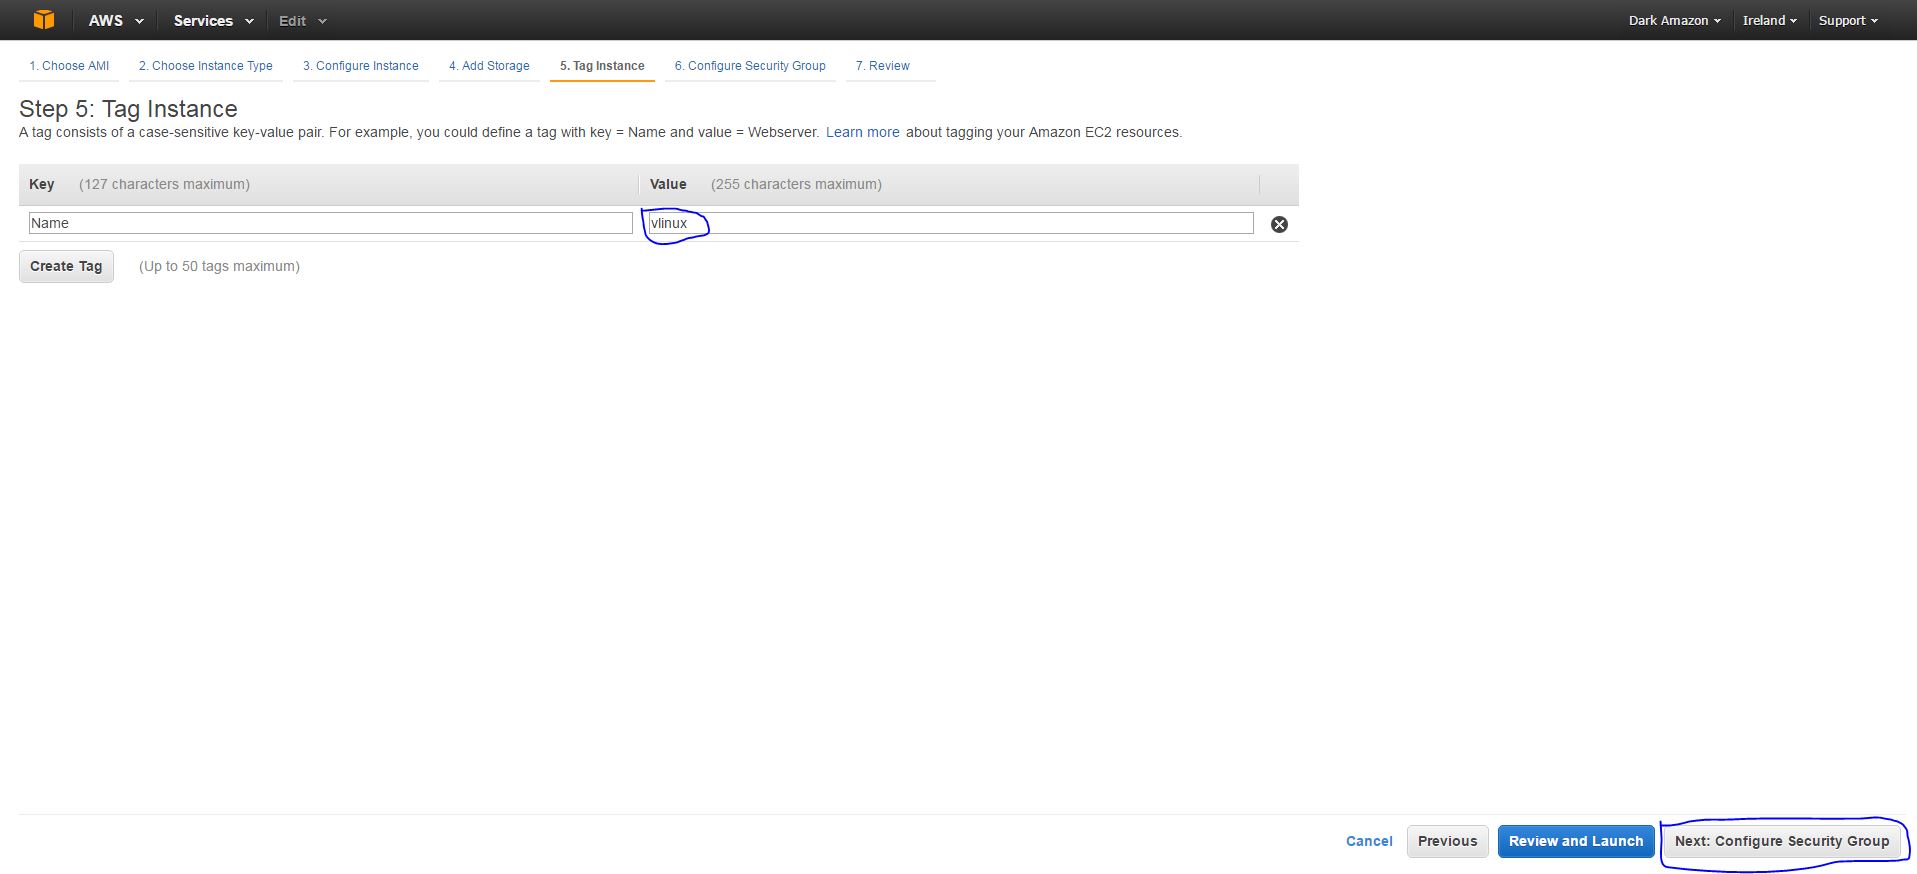 AWS Services Edit Dark Amazon Ireland Support
1. Choose AMI 2. Choose Instance Type 3. Configure Instance 4. Add Storage 5. Tag Instance 6. Configure Security Group 7. Review
Step 5: Tag Instance
A tag consists of a case-sensitive key-value pair. For example, you could define a tag with key = Name and value = Webserver. Learn more about tagging your Amazon EC2 resources.
Key (127 characters maximum) Value (255 characters maximum)
Name vlinux
Create Tag (Up to 50 tags maximum)
Cancel Previous Review and Launch Next: Configure Security Group